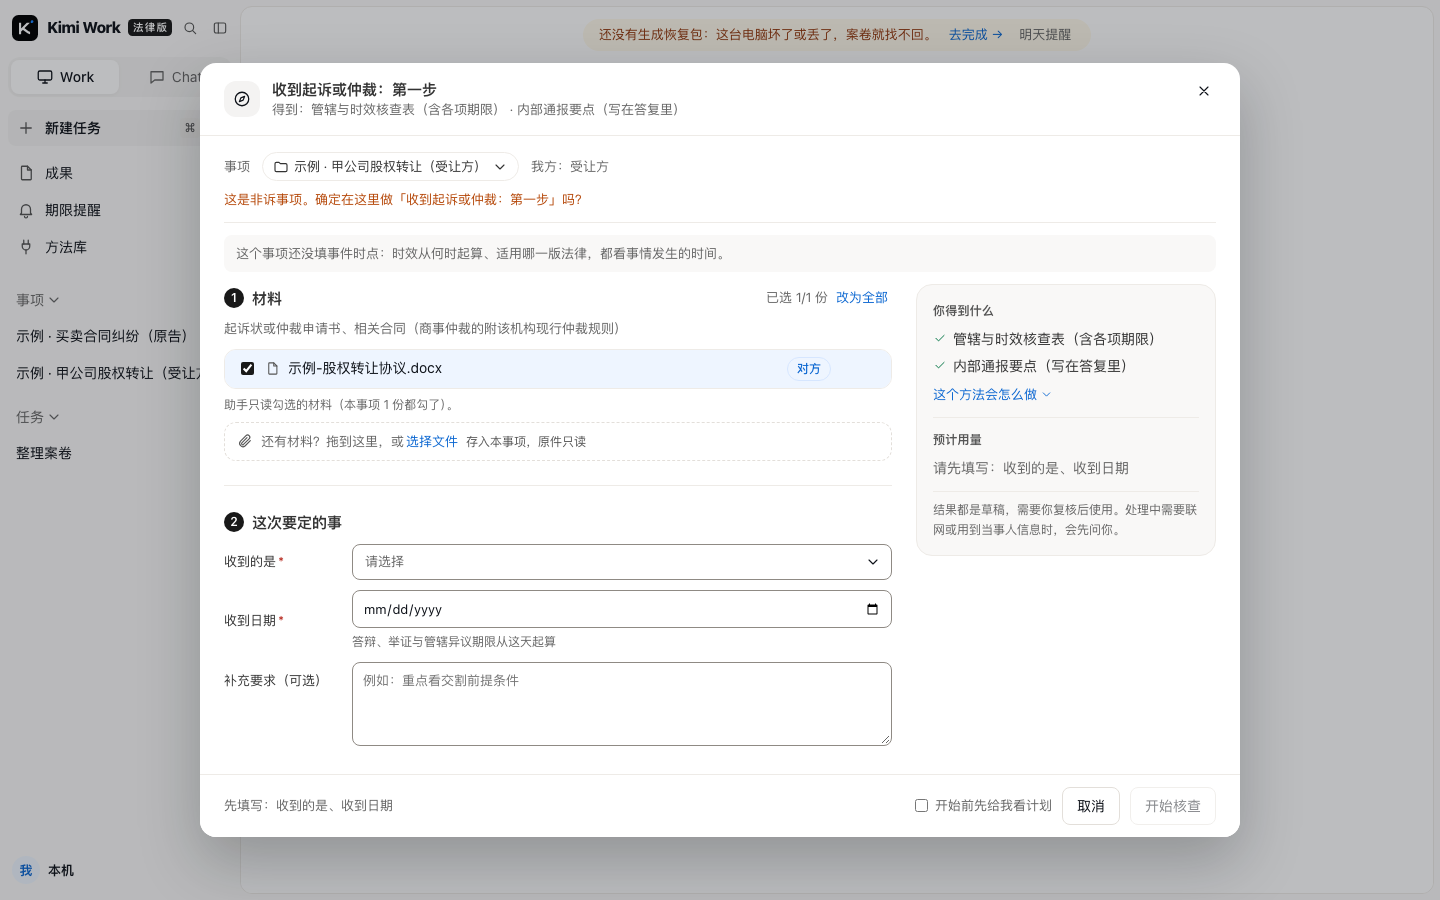 Kimi Work 法律版
Work
Chat
新建任务 ⌘
成果
期限提醒
方法库
事项
示例 · 买卖合同纠纷（原告）
示例 · 甲公司股权转让（受让
任务
整理案卷
我 本机
还没有生成恢复包：这台电脑坏了或丢了，案卷就找不回。 去完成 → 明天提醒
收到起诉或仲裁：第一步
得到：管辖与时效核查表（含各项期限） · 内部通报要点（写在答复里）
事项 示例 · 甲公司股权转让（受让方） 我方：受让方
这是非诉事项。确定在这里做「收到起诉或仲裁：第一步」吗？
这个事项还没填事件时点：时效从何时起算、适用哪一版法律，都看事情发生的时间。
1 材料 已选 1/1 份 改为全部
起诉状或仲裁申请书、相关合同（商事仲裁的附该机构现行仲裁规则）
示例-股权转让协议.docx 对方
助手只读勾选的材料（本事项 1 份都勾了）。
还有材料？拖到这里，或 选择文件 存入本事项，原件只读
2 这次要定的事
收到的是 * 请选择
收到日期 * mm/dd/yyyy
答辩、举证与管辖异议期限从这天起算
补充要求（可选） 例如：重点看交割前提条件
你得到什么
管辖与时效核查表（含各项期限）
内部通报要点（写在答复里）
这个方法会怎么做
预计用量
请先填写：收到的是、收到日期
结果都是草稿，需要你复核后使用。处理中需要联
网或用到当事人信息时，会先问你。
先填写：收到的是、收到日期 开始前先给我看计划 取消 开始核查